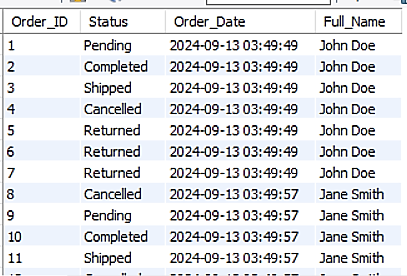 Order_ID Status Order_Date Full_Name
1 Pending 2024-09-13 03:49:49 John Doe
2 Completed 2024-09-13 03:49:49 John Doe
3 Shipped 2024-09-13 03:49:49 John Doe
4 Cancelled 2024-09-13 03:49:49 John Doe
5 Returned 2024-09-13 03:49:49 John Doe
6 Returned 2024-09-13 03:49:49 John Doe
7 Returned 2024-09-13 03:49:49 John Doe
8 Cancelled 2024-09-13 03:49:57 Jane Smith
9 Pending 2024-09-13 03:49:57 Jane Smith
10 Completed 2024-09-13 03:49:57 Jane Smith
11 Shipped 2024-09-13 03:49:57 Jane Smith